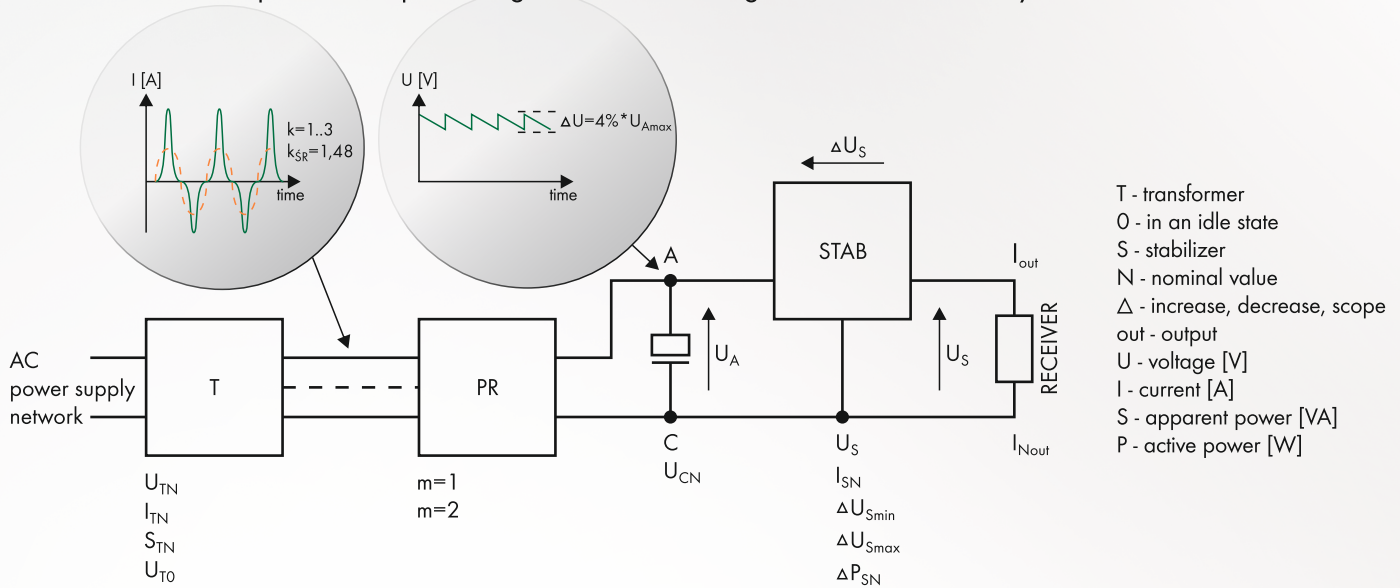 I [A]
k=1..3
kŚR=1,48
time
U [V]
ΔU=4%*UAmax
time
ΔUS
STAB
A
Iout
UA
US
RECEIVER
AC
power supply
network
T
PR
C
UCN
US
ISN
ΔUSmin
ΔUSmax
ΔPSN
INout
UTN
ITN
STN
UT0
m=1
m=2
T - transformer
0 - in an idle state
S - stabilizer
N - nominal value
Δ - increase, decrease, scope
out - output
U - voltage [V]
I - current [A]
S - apparent power [VA]
P - active power [W]